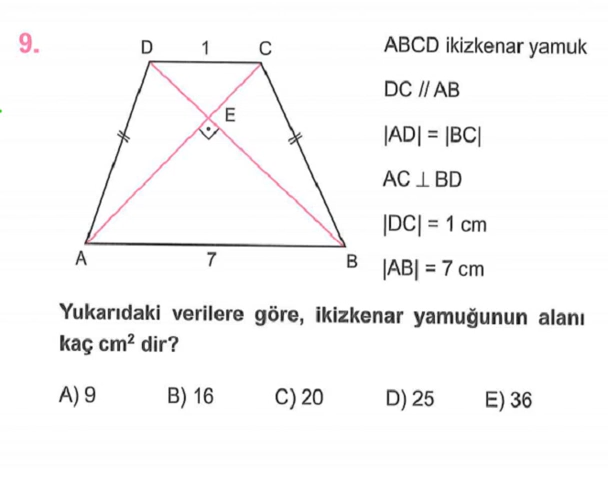 9.
D 1 C
E
A 7 B
ABCD ikizkenar yamuk
DC // AB
|AD| = |BC|
AC ⊥ BD
|DC| = 1 cm
|AB| = 7 cm
Yukarıdaki verilere göre, ikizkenar yamuğunun alanı
kaç cm² dir?
A) 9 B) 16 C) 20 D) 25 E) 36